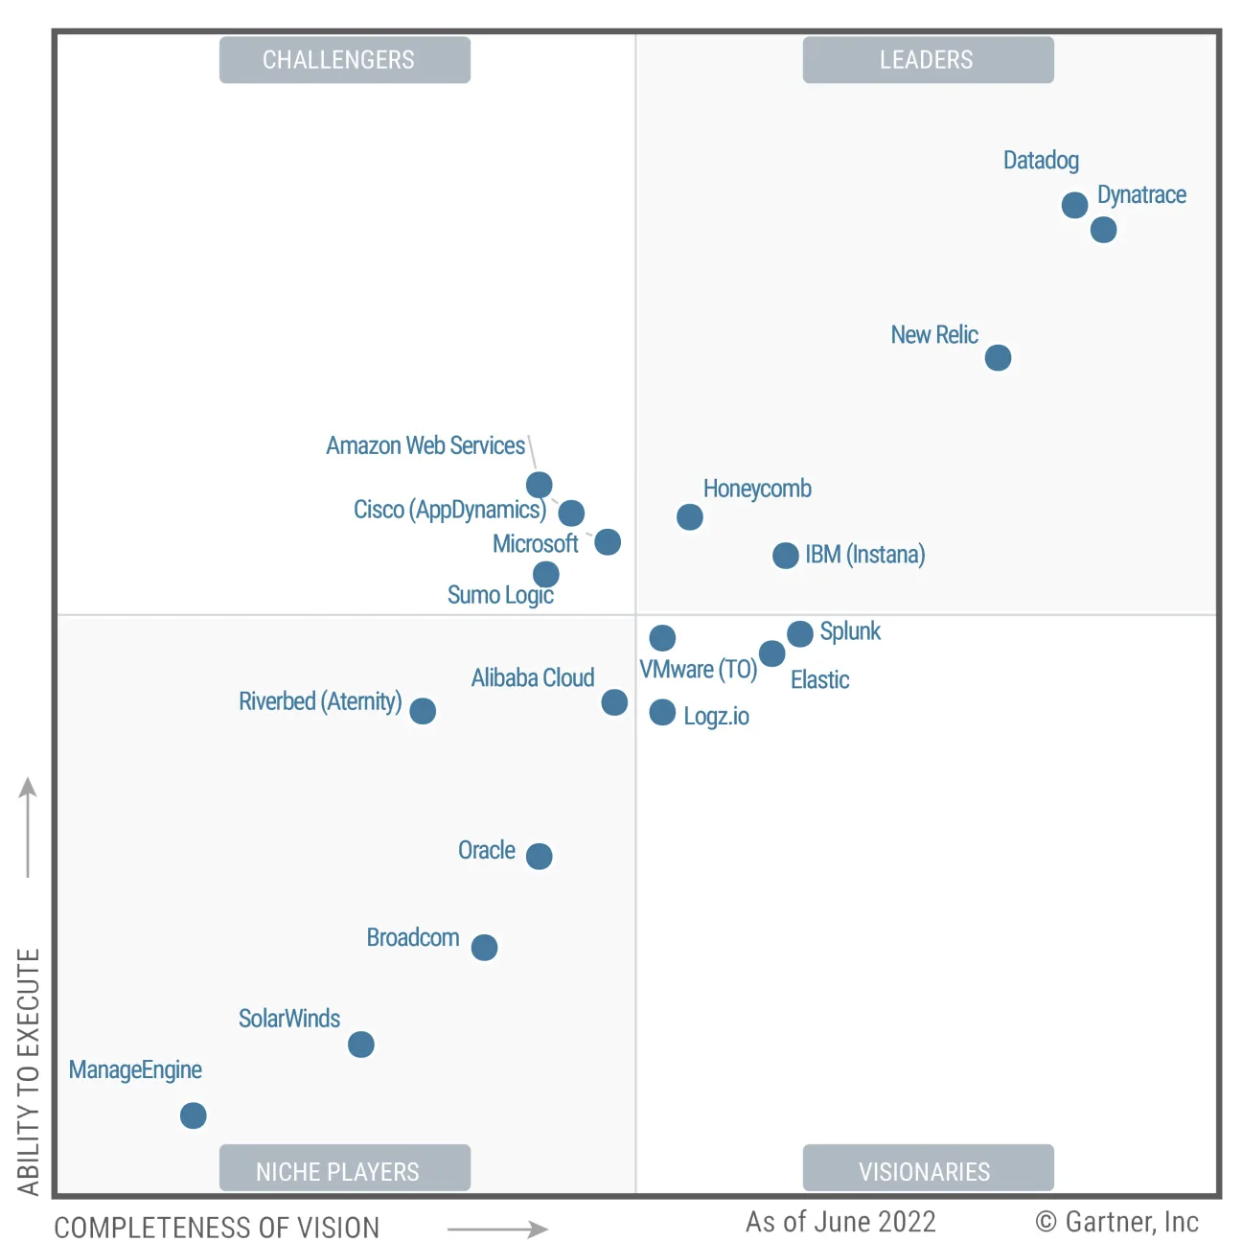 CHALLENGERS
LEADERS
Datadog
Dynatrace
New Relic
Amazon Web Services
Cisco (AppDynamics)
Microsoft
Sumo Logic
Honeycomb
IBM (Instana)
Splunk
VMware (TO)
Elastic
Logz.io
Alibaba Cloud
Riverbed (Aternity)
Oracle
Broadcom
SolarWinds
ManageEngine
NICHE PLAYERS
VISIONARIES
ABILITY TO EXECUTE
COMPLETENESS OF VISION
As of June 2022
© Gartner, Inc